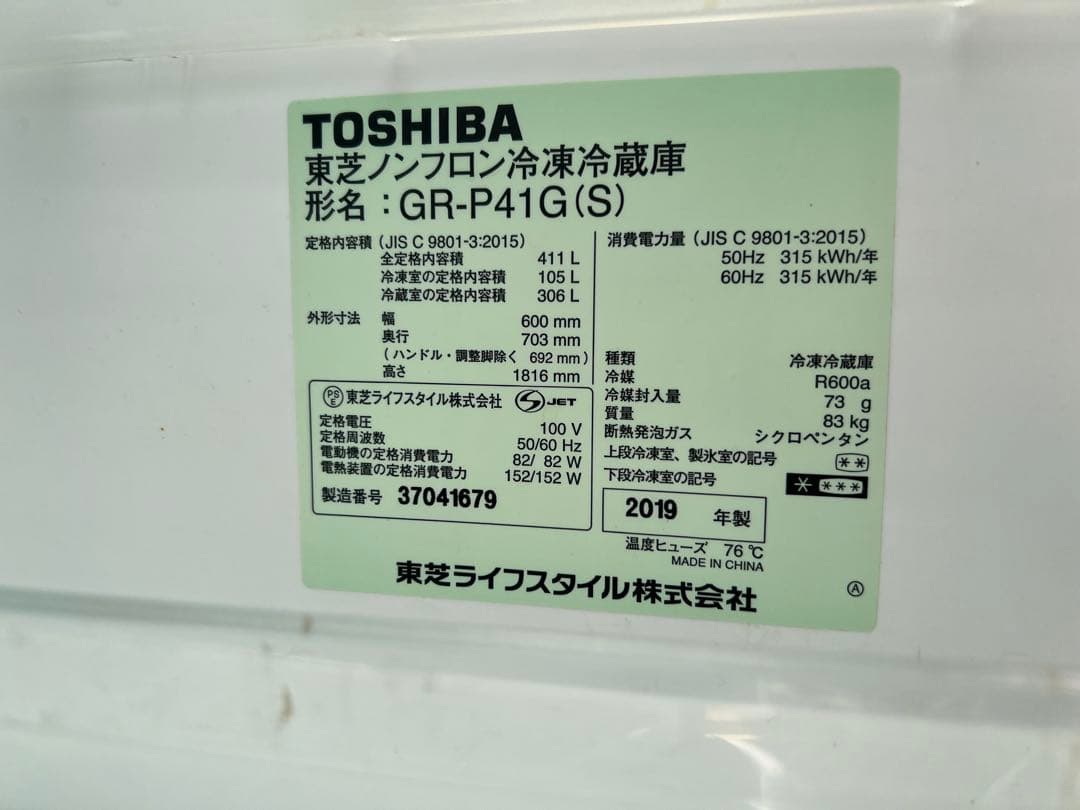 TOSHIBA
東芝ノンフロン冷凍冷蔵庫
形名：GR-P41G(S)
定格内容積 (JIS C 9801-3:2015)
全定格内容積 411 L
冷凍室の定格内容積 105 L
冷蔵室の定格内容積 306 L
外形寸法 幅 600 mm
奥行 703 mm
(ハンドル・調整脚除く 692 mm)
高さ 1816 mm
PSE 東芝ライフスタイル株式会社 S JET
定格電圧 100 V
定格周波数 50/60 Hz
電動機の定格消費電力 82/ 82 W
電熱装置の定格消費電力 152/152 W
製造番号 37041679
消費電力量 (JIS C 9801-3:2015)
50Hz 315 kWh/年
60Hz 315 kWh/年
種類 冷凍冷蔵庫
冷媒 R600a
冷媒封入量 73 g
質量 83 kg
断熱発泡ガス シクロペンタン
上段冷凍室、製氷室の記号 **
下段冷凍室の記号 * ***
2019 年製
温度ヒューズ 76 ℃
MADE IN CHINA
東芝ライフスタイル株式会社
Ⓐ